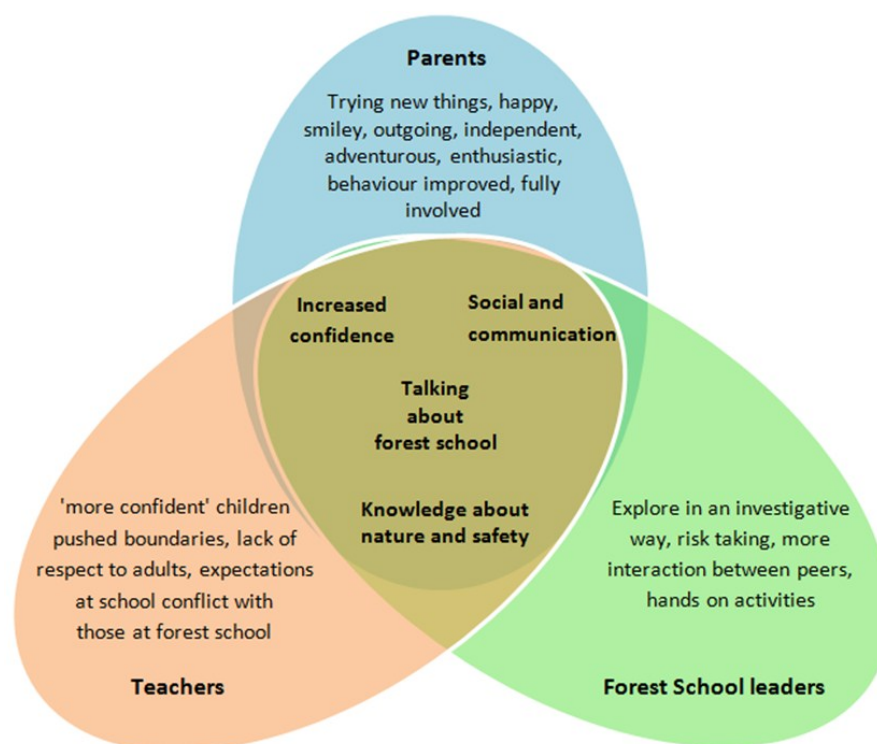 Parents
Trying new things, happy,
smiley, outgoing, independent,
adventurous, enthusiastic,
behaviour improved, fully
involved
Increased
confidence
Social and
communication
Talking
about
forest school
Knowledge about
nature and safety
'more confident' children
pushed boundaries, lack of
respect to adults, expectations
at school conflict with
those at forest school
Teachers
Explore in an investigative
way, risk taking, more
interaction between peers,
hands on activities
Forest School leaders